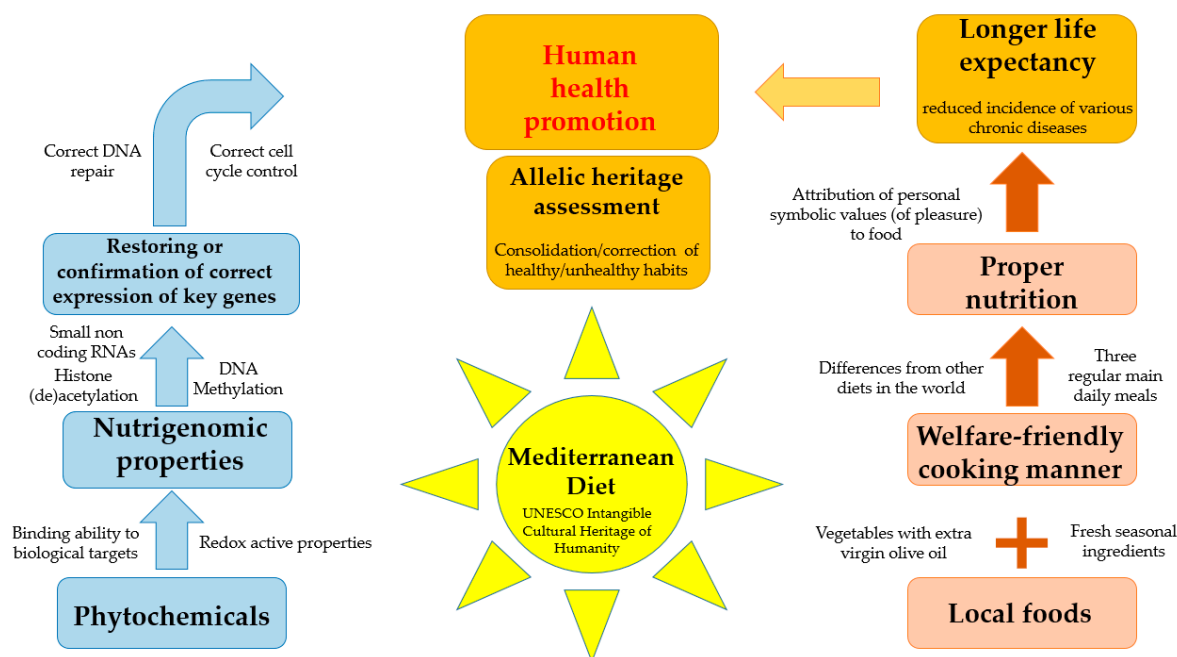 Human
health
promotion
Allelic heritage
assessment
Consolidation/correction of
healthy/unhealthy habits
Correct DNA
repair
Correct cell
cycle control
Restoring or
confirmation of correct
expression of key genes
Small non
coding RNAs
Histone
(de)acetylation
DNA
Methylation
Nutrigenomic
properties
Binding ability to
biological targets
Redox active properties
Phytochemicals
Mediterranean
Diet
UNESCO Intangible
Cultural Heritage of
Humanity
Longer life
expectancy
reduced incidence of various
chronic diseases
Attribution of personal
symbolic values (of pleasure)
to food
Proper
nutrition
Differences from other
diets in the world
Three
regular main
daily meals
Welfare-friendly
cooking manner
Vegetables with extra
virgin olive oil
Fresh seasonal
ingredients
Local foods